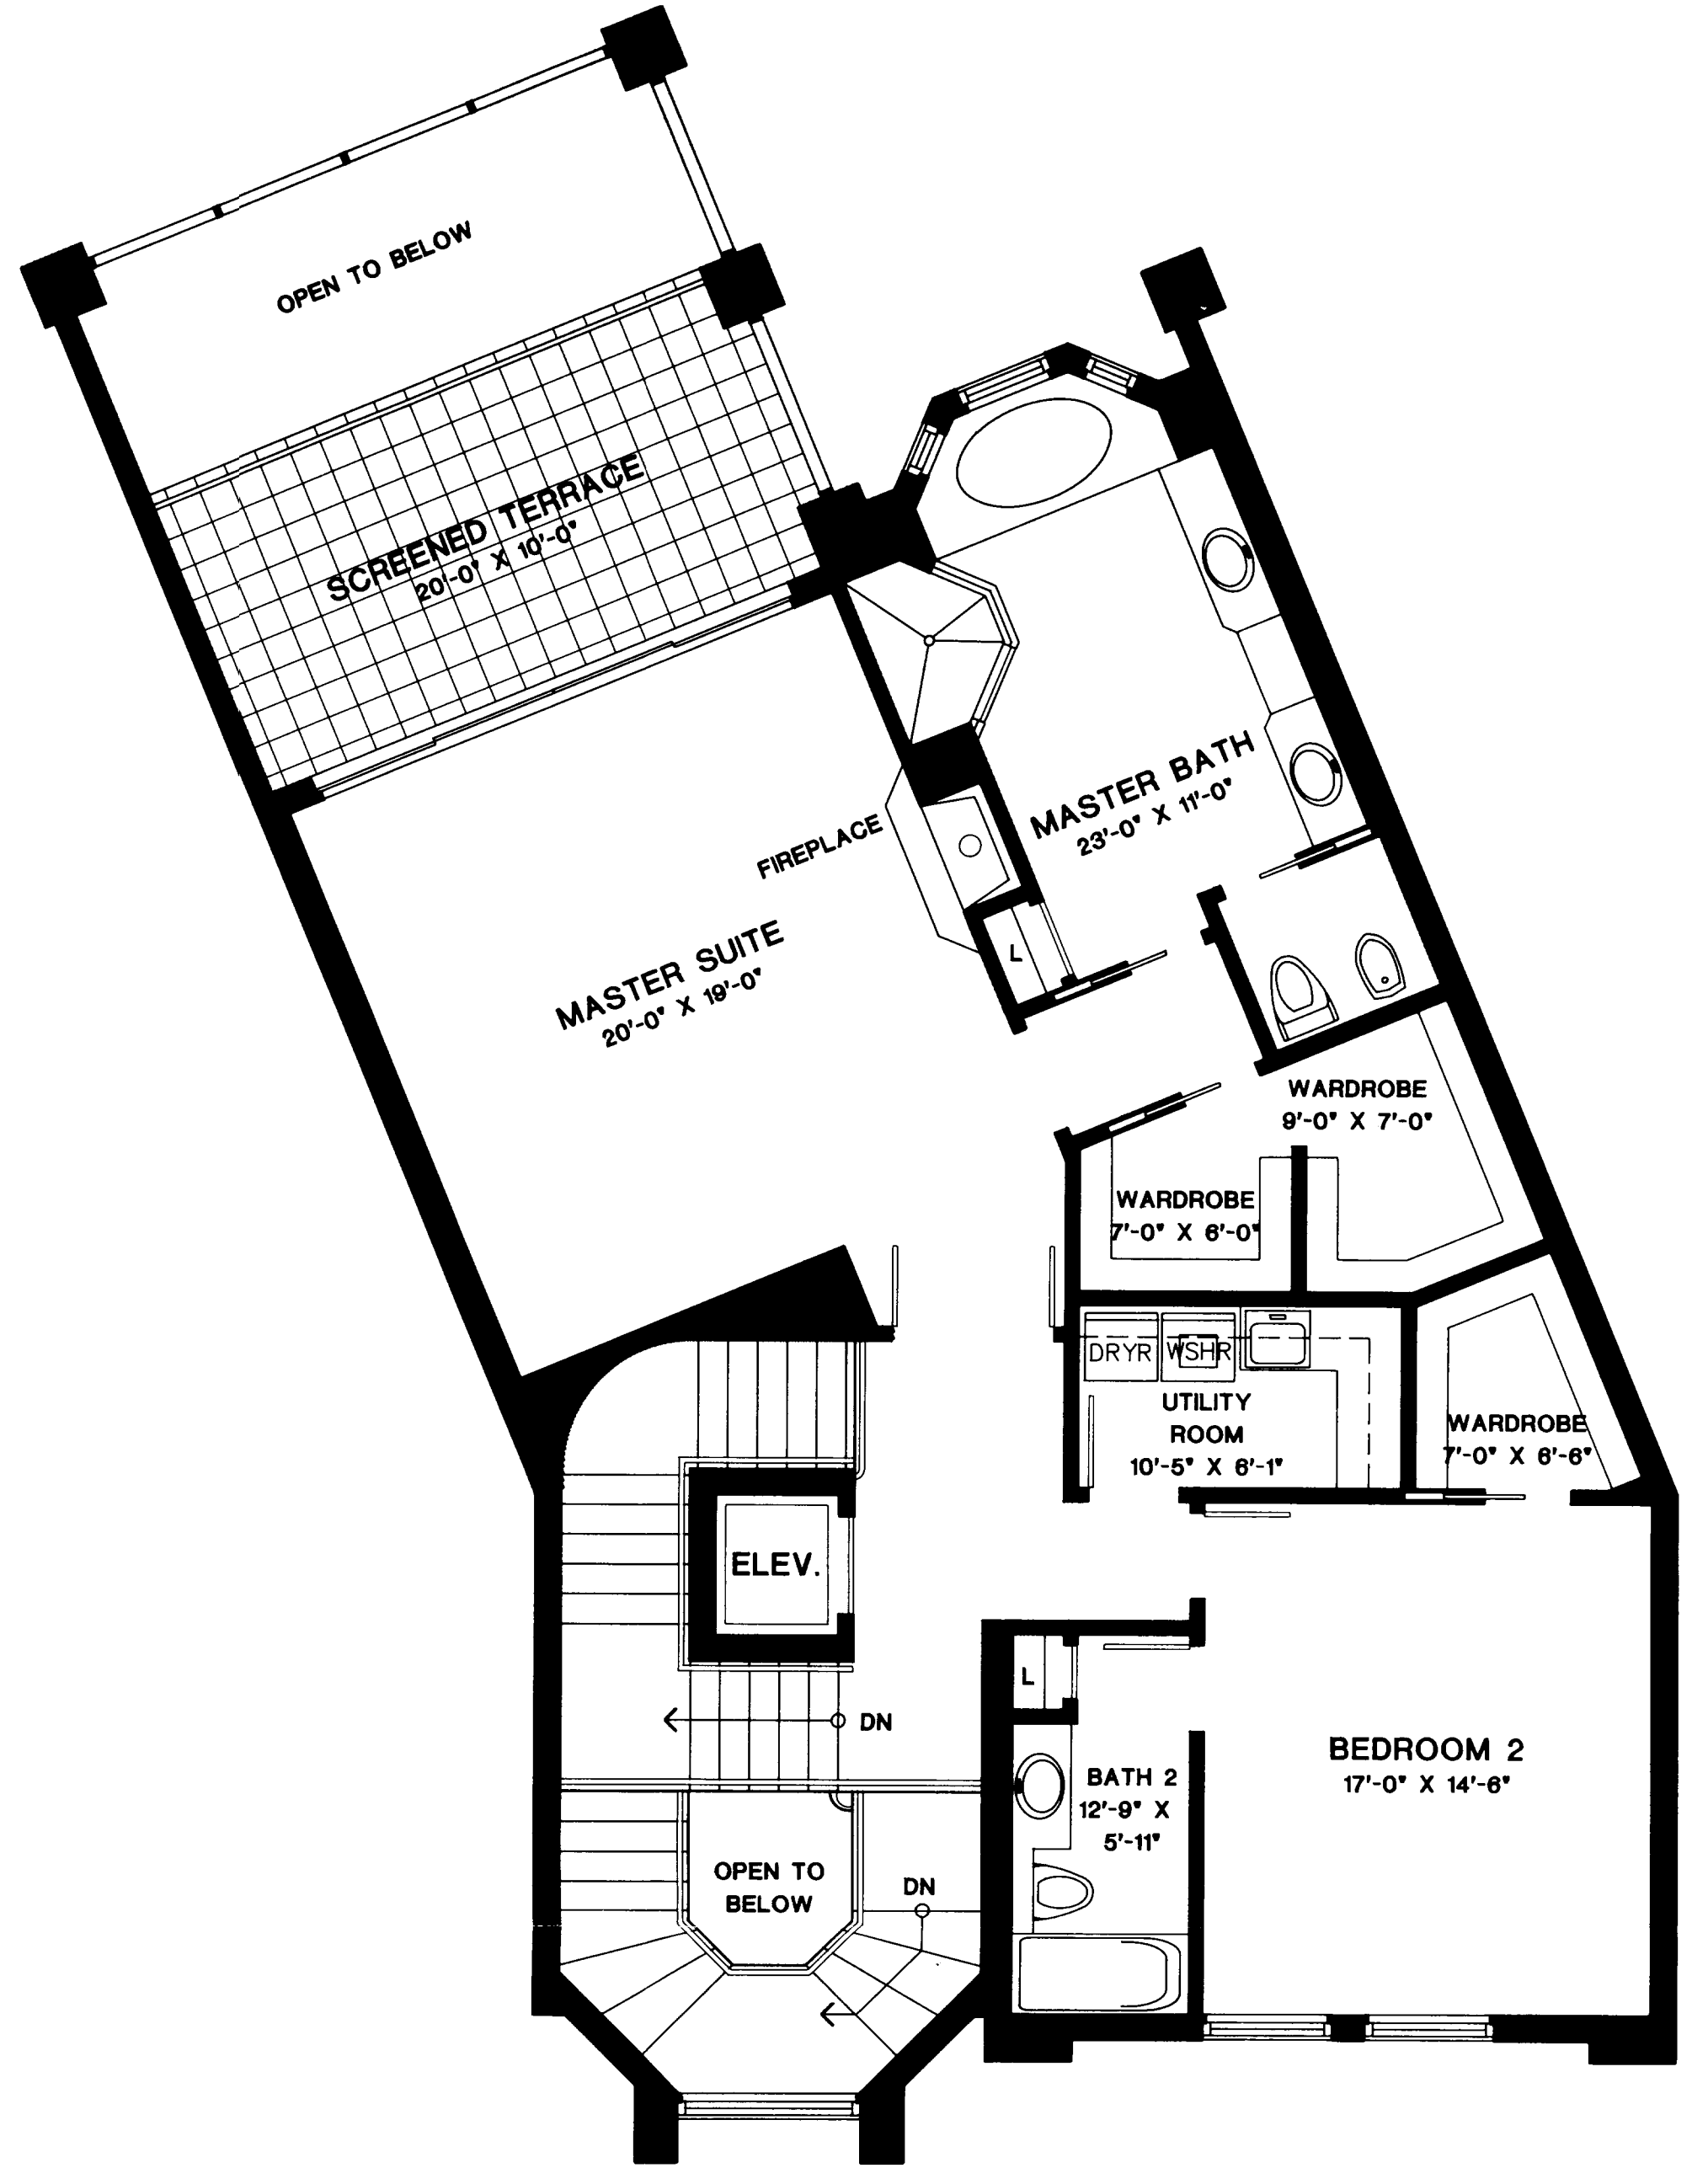 OPEN TO BELOW
SCREENED TERRACE
20'-0" X 10'-0"
MASTER BATH
23'-0" X 11'-0"
FIREPLACE
MASTER SUITE
20'-0" X 19'-0"
L
WARDROBE
9'-0" X 7'-0"
WARDROBE
7'-0" X 6'-0"
DRYR
WSHR
UTILITY
ROOM
10'-5" X 6'-1"
WARDROBE
7'-0" X 6'-6"
ELEV.
L
DN
BEDROOM 2
17'-0" X 14'-6"
BATH 2
12'-9" X
5'-11"
OPEN TO
BELOW
DN